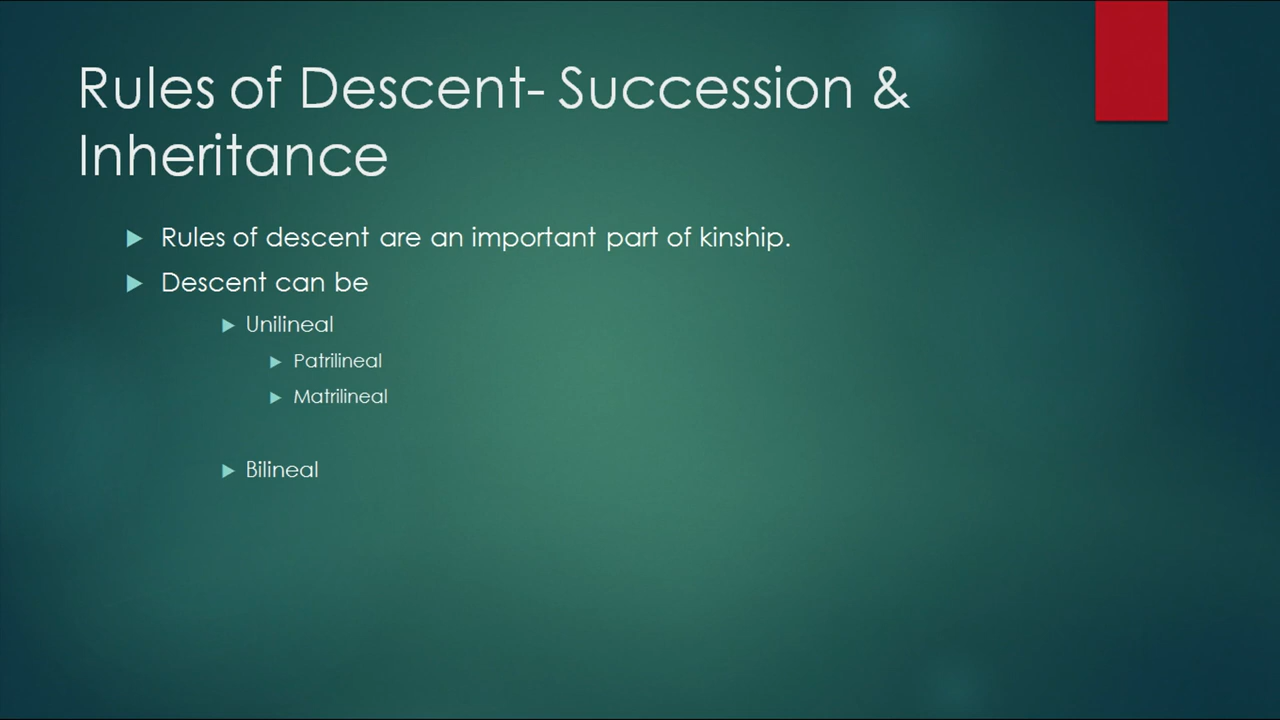 Rules of Descent- Succession &
Inheritance
Rules of descent are an important part of kinship.
Descent can be
Unilineal
Patrilineal
Matrilineal
Bilineal